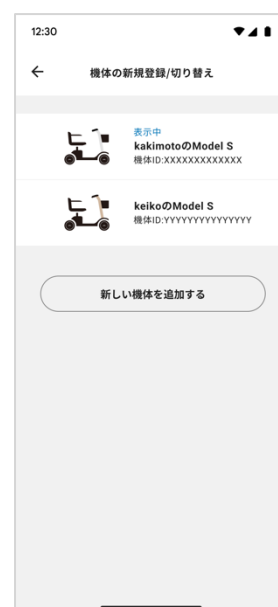 12:30
機体の新規登録/切り替え
表示中
kakimotoのModel S
機体ID:XXXXXXXXXXXXX
keikoのModel S
機体ID:YYYYYYYYYYYYYYY
新しい機体を追加する